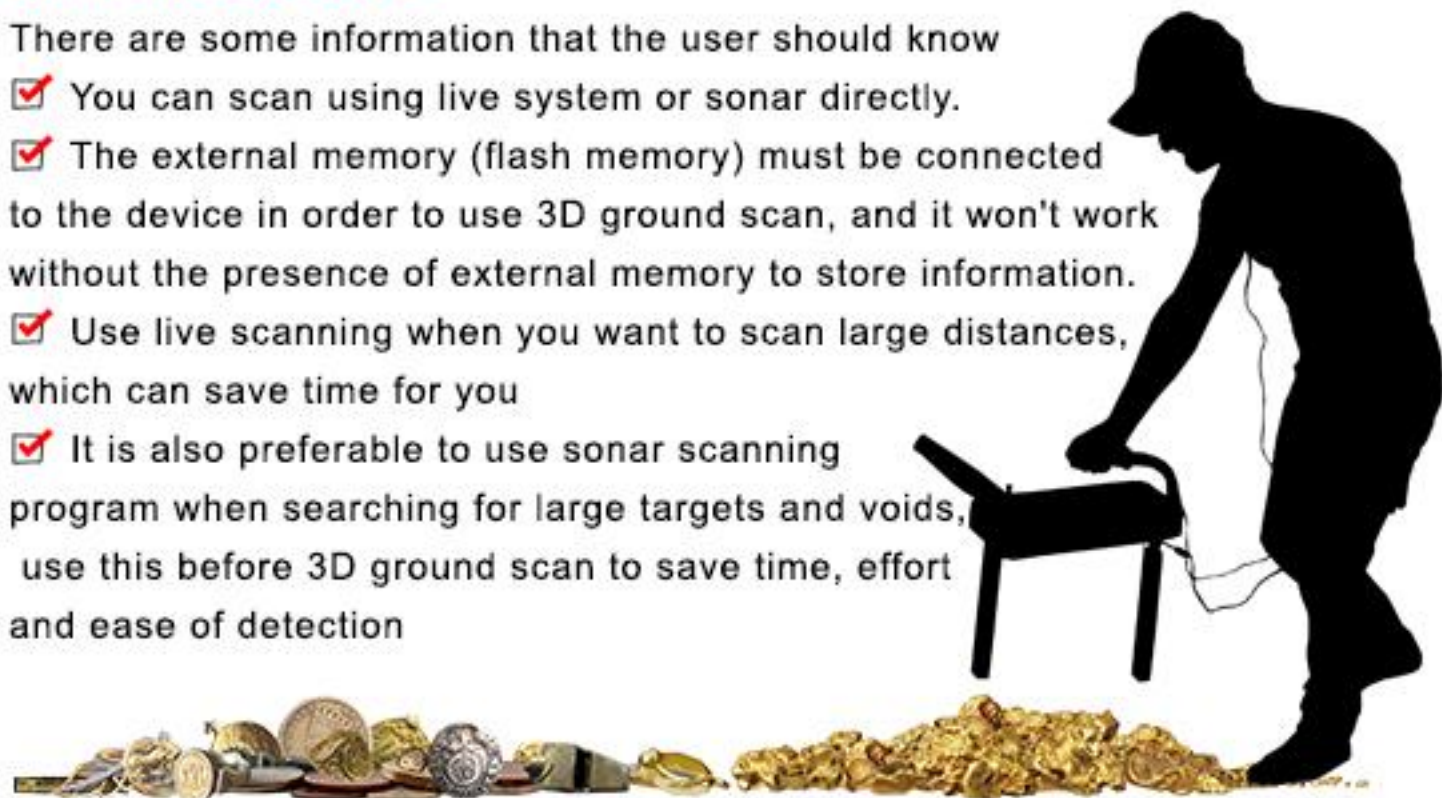 There are some information that the user should know
You can scan using live system or sonar directly.
The external memory (flash memory) must be connected
to the device in order to use 3D ground scan, and it won't work
without the presence of external memory to store information.
Use live scanning when you want to scan large distances,
which can save time for you
It is also preferable to use sonar scanning
program when searching for large targets and voids,
use this before 3D ground scan to save time, effort
and ease of detection